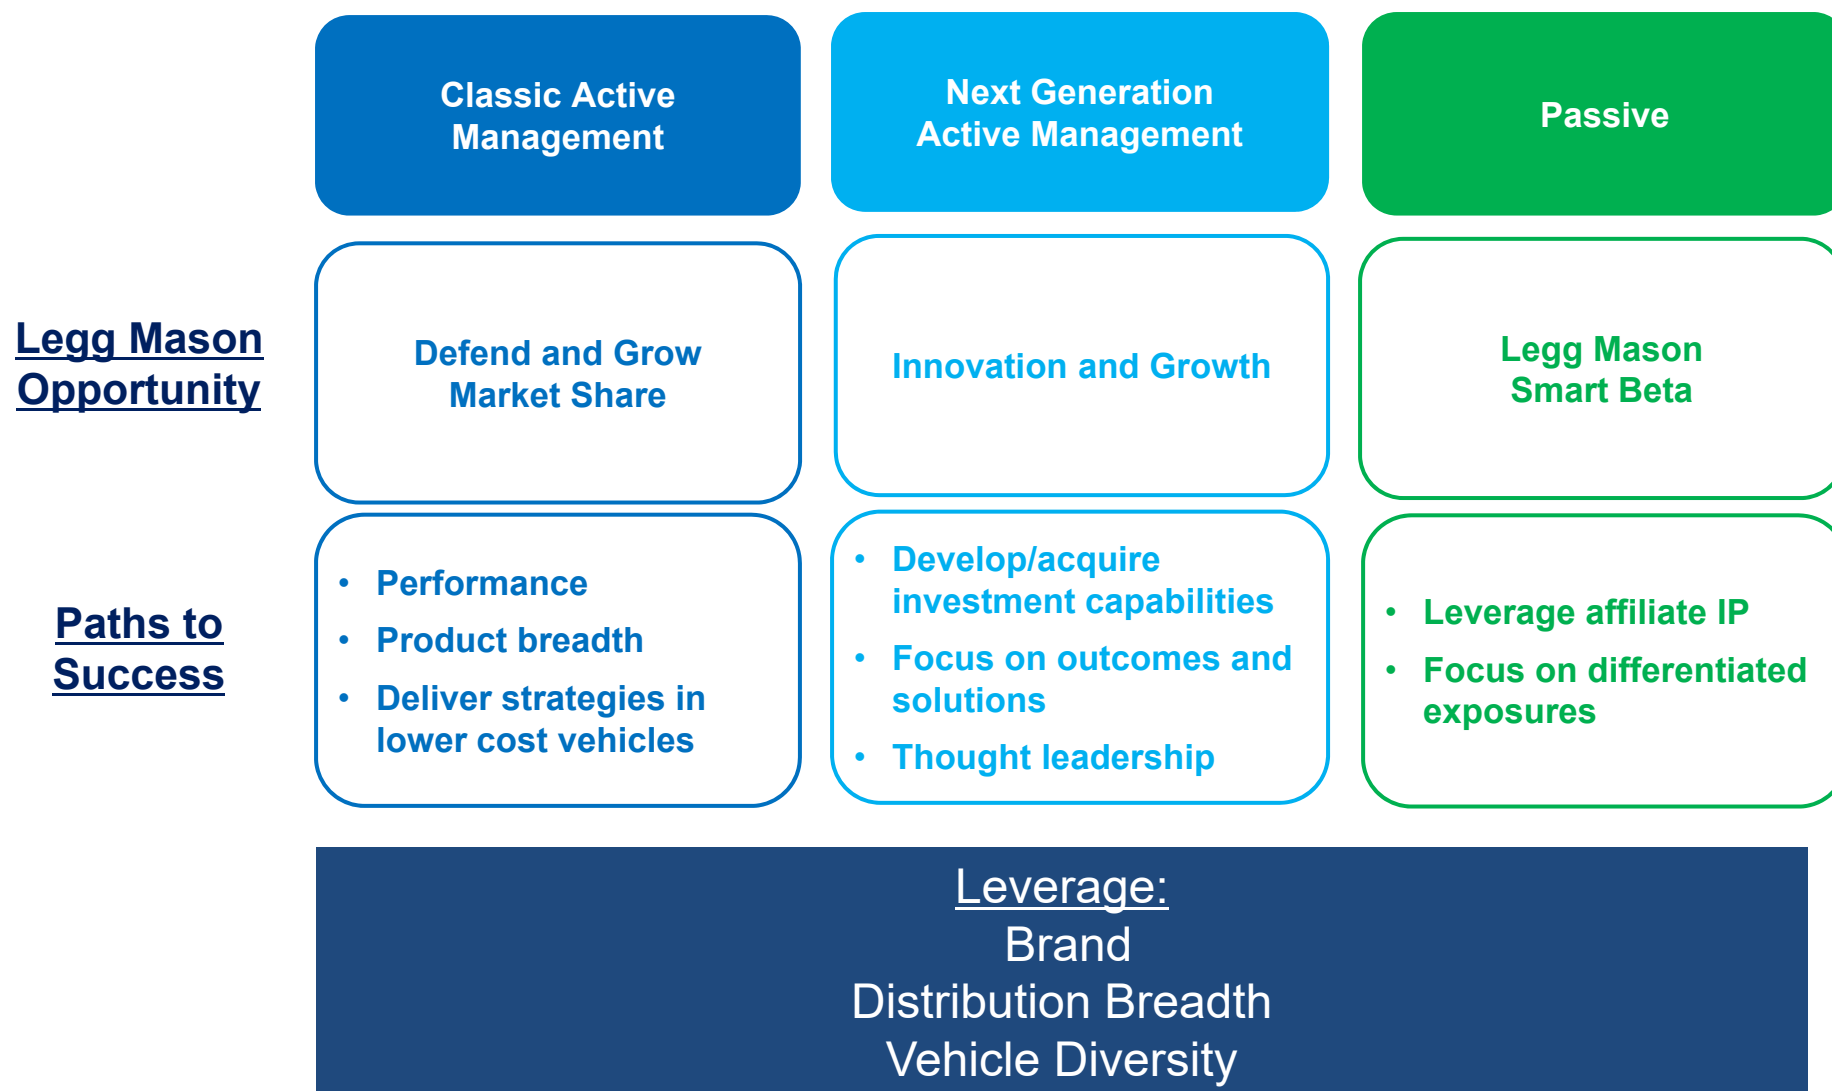 Classic Active
Management
Next Generation
Active Management
Passive
Legg Mason
Opportunity
Defend and Grow
Market Share
Innovation and Growth
Legg Mason
Smart Beta
Paths to
Success
• Performance
• Product breadth
• Deliver strategies in
lower cost vehicles
• Develop/acquire
investment capabilities
• Focus on outcomes and
solutions
• Thought leadership
• Leverage affiliate IP
• Focus on differentiated
exposures
Leverage:
Brand
Distribution Breadth
Vehicle Diversity